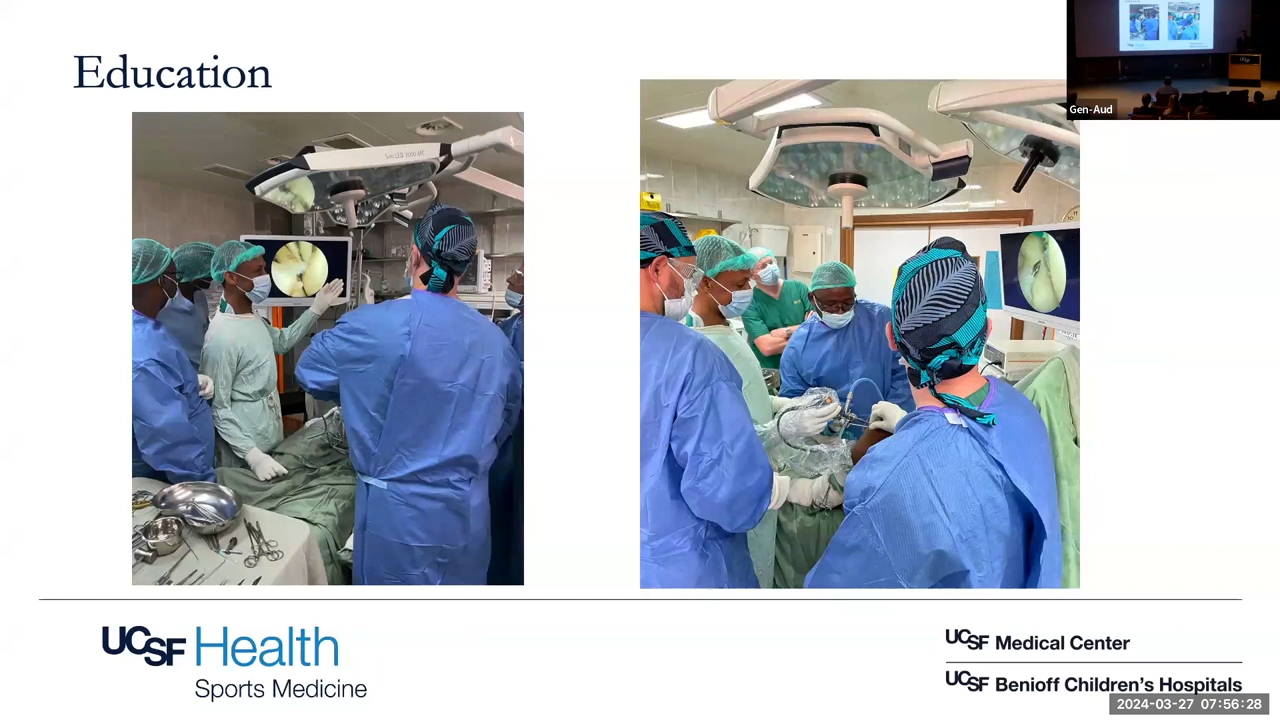 Education
Gen-Aud
UCSF Health
Sports Medicine
UCSF Medical Center
UCSF Benioff Children's Hospitals
2024-03-27 07:56:28